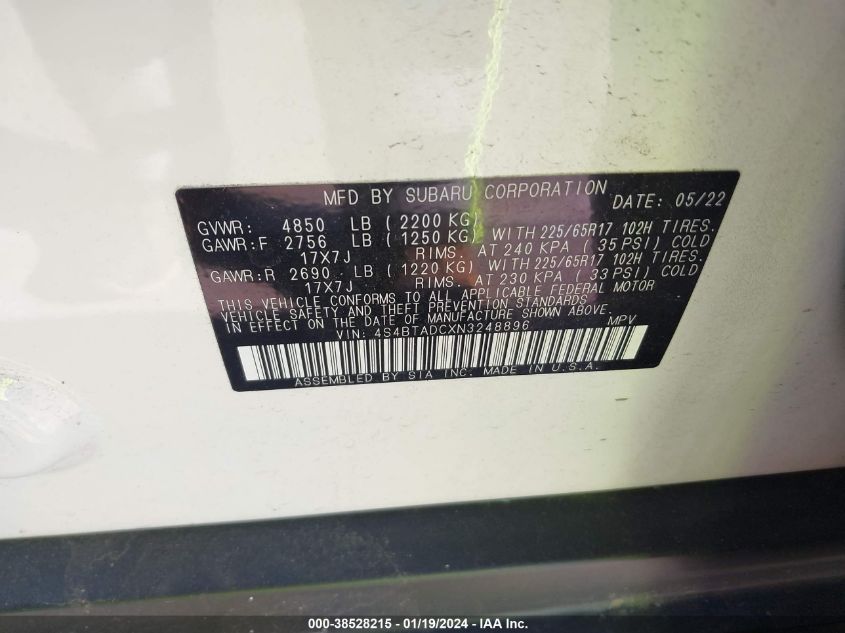 MFD BY SUBARU CORPORATION DATE: 05/22
GVWR: 4850 LB (2200 KG)
GAWR:F 2756 LB (1250 KG) WITH 225/65R17 102H TIRES.
17X7J RIMS. AT 240 KPA ( 35 PSI) COLD
GAWR:R 2690 LB (1220 KG) WITH 225/65R17 102H TIRES.
17X7J RIMS. AT 230 KPA ( 33 PSI) COLD
THIS VEHICLE CONFORMS TO ALL APPLICABLE FEDERAL MOTOR
VEHICLE SAFETY AND THEFT PREVENTION STANDARDS
IN EFFECT ON THE DATE OF MANUFACTURE SHOWN ABOVE.
VIN: 4S4BTADCXN3248896 MPV
ASSEMBLED BY SIA INC. MADE IN U.S.A.
000-38528215 - 01/19/2024 - IAA Inc.